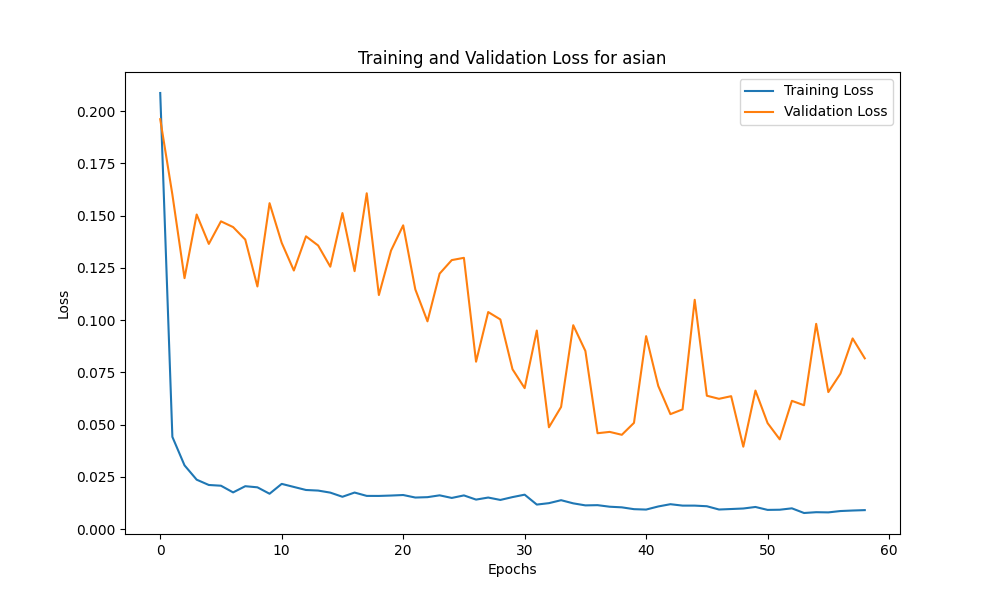 Training and Validation Loss for asian
Training Loss
Validation Loss
0.200
0.175
0.150
0.125
0.100
0.075
0.050
0.025
0.000
Loss
0 10 20 30 40 50 60
Epochs